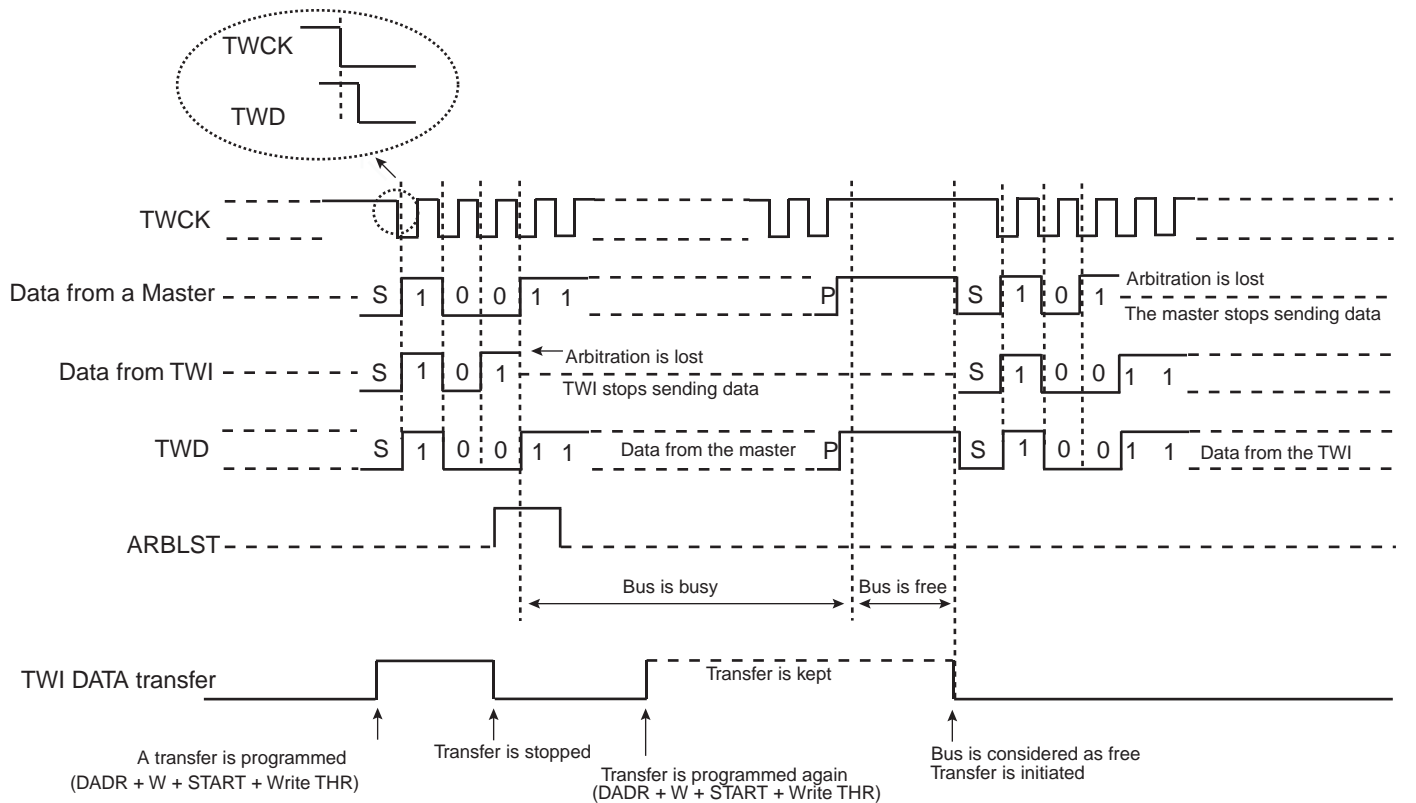 TWCK
TWD
TWCK
Data from a Master S 1 0 0 1 1 P S 1 0 1 Arbitration is lost
The master stops sending data
Data from TWI S 1 0 1 Arbitration is lost S 1 0 0 1 1
TWI stops sending data
TWD S 1 0 0 1 1 Data from the master P S 1 0 0 1 1 Data from the TWI
ARBLST
Bus is busy Bus is free
TWI DATA transfer Transfer is kept
A transfer is programmed
(DADR + W + START + Write THR)
Transfer is stopped
Transfer is programmed again
(DADR + W + START + Write THR)
Bus is considered as free
Transfer is initiated